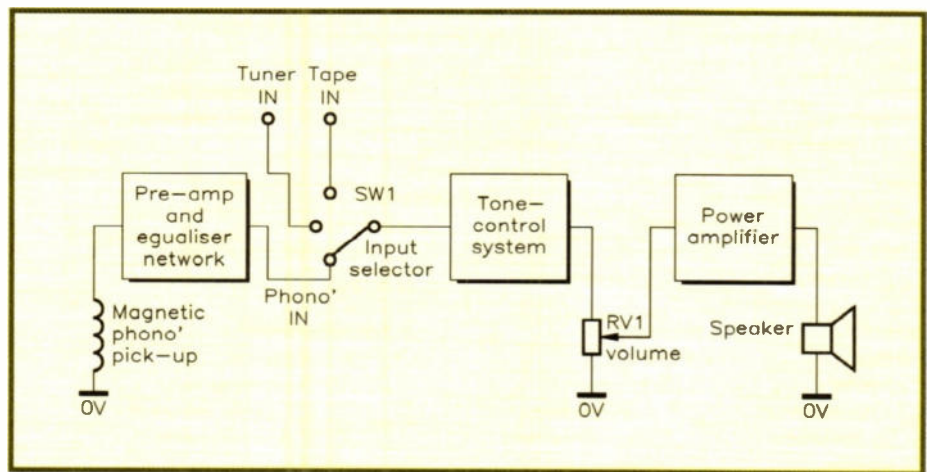 Tuner Tape
IN IN
Pre-amp
and
egualiser
network
SW1
Input
selector
Phono'
IN
Tone-
control
system
Power
amplifier
Magnetic
phono'
pick-up
RV1
volume
Speaker
0V
0V
0V